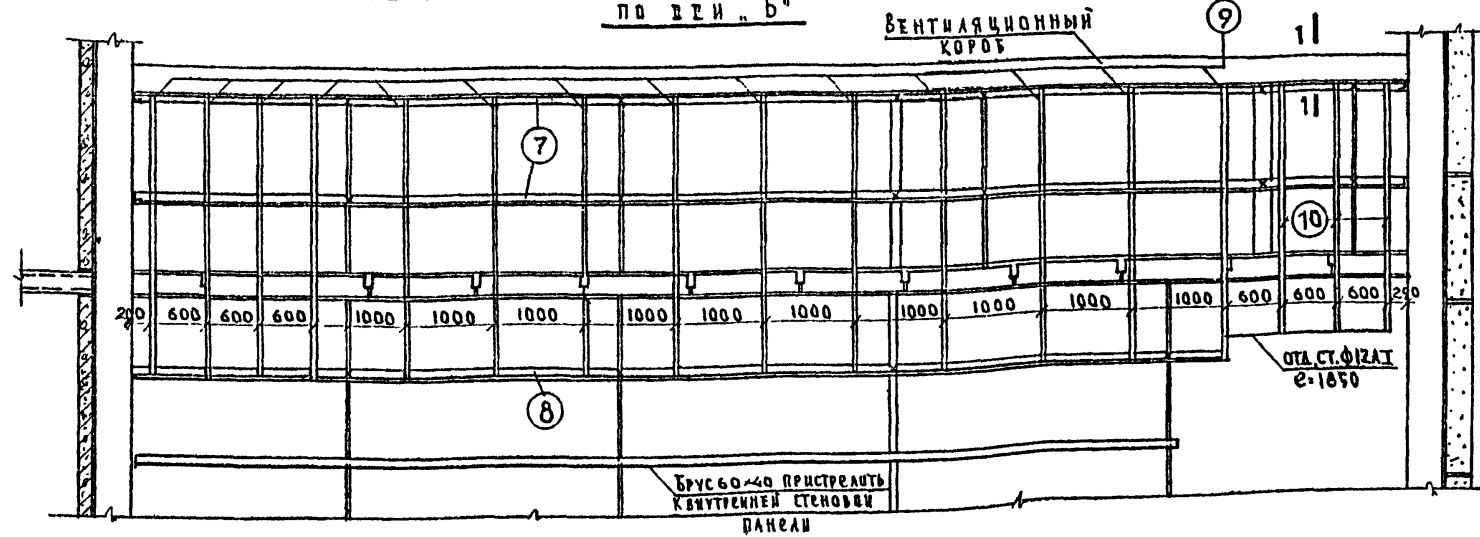 ПО ОСИ „Б"
ВЕНТИЛЯЦИОННЫЙ
КОРОБ
9
1
1
7
10
200 600 600 600 1000 1000 1000 1000 1000 1000 1000 1000 1000 1000 600 600 600 200
ОТД. СТ. Ф12АI
е=1850
8
БРУС 60×40 ПРИСТРЕЛИТЬ
К ВНУТРЕННЕЙ СТЕНОВОЙ
ПАНЕЛИ